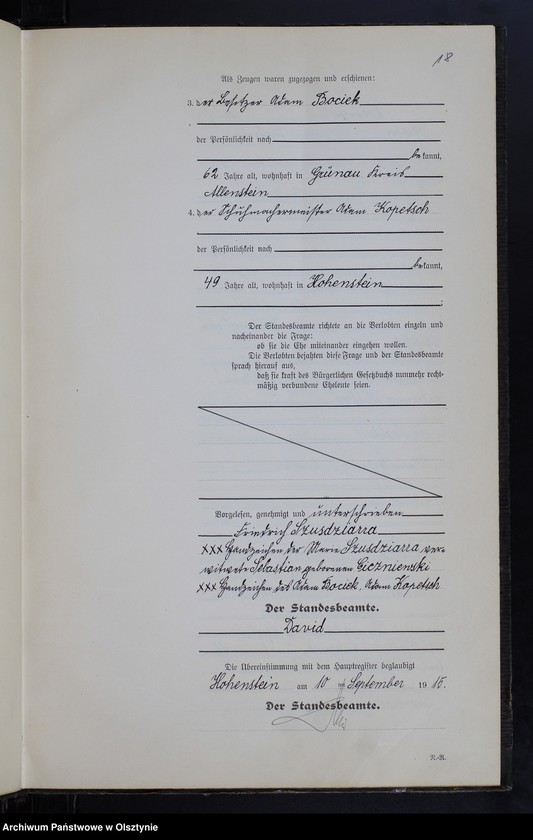 18
Als Zeugen waren zugezogen und erschienen:
3. der Besitzer Adam Bociek
der Persönlichkeit nach
bekannt,
62 Jahre alt, wohnhaft in Grünau Kreis
Allenstein
4. der Schuhmachermeister Adam Kopetsch
der Persönlichkeit nach
bekannt,
49 Jahre alt, wohnhaft in Hohenstein
;
Der Standesbeamte richtete an die Verlobten einzeln und
nacheinander die Frage:
ob sie die Ehe miteinander eingehen wollen.
Die Verlobten bejahten diese Frage und der Standesbeamte
sprach hierauf aus,
daß sie kraft des Bürgerlichen Gesetzbuchs nunmehr recht-
mäßig verbundene Eheleute seien.
Vorgelesen, genehmigt und unterschrieben
Friedrich Szusdziarra
XXX Handzeichen der Marie Szusdziarra ver-
witwete Sebastian geborenen Gicznienski
XXX Handzeichen des Adam Bociek, Adam Kopetsch
Der Standesbeamte.
David
Die Übereinstimmung mit dem Hauptregister beglaubigt
Hohenstein am 10 September 1915.
Der Standesbeamte.
N.-R.
Archiwum Państwowe w Olsztynie